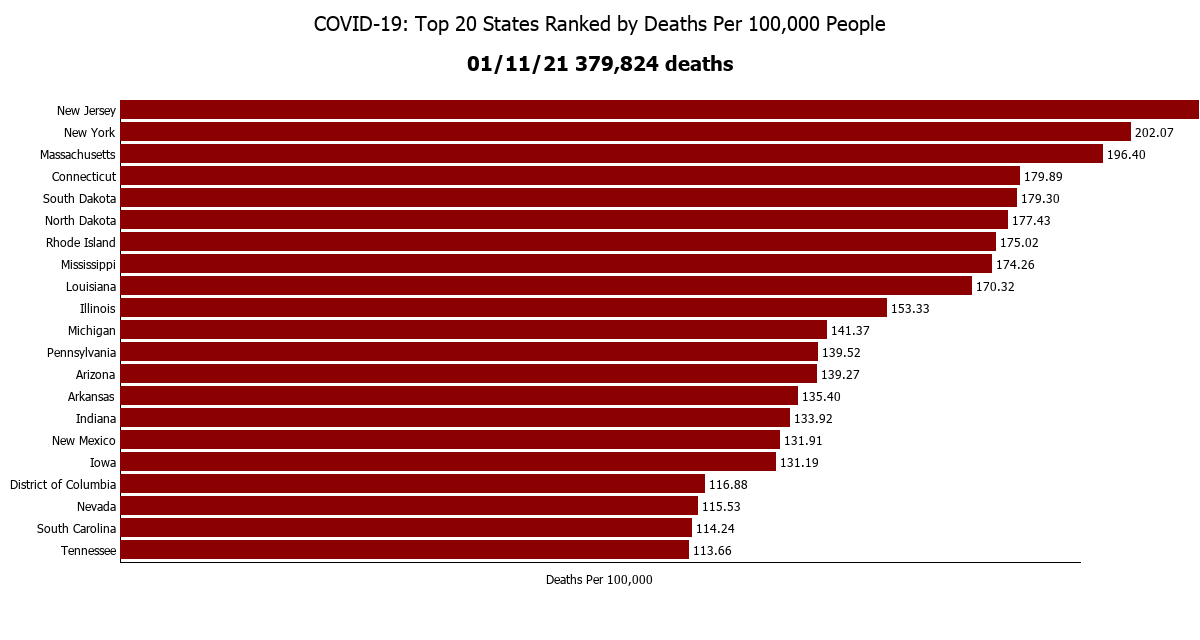 COVID-19: Top 20 States Ranked by Deaths Per 100,000 People
01/11/21 379,824 deaths
New Jersey
New York 202.07
Massachusetts 196.40
Connecticut 179.89
South Dakota 179.30
North Dakota 177.43
Rhode Island 175.02
Mississippi 174.26
Louisiana 170.32
Illinois 153.33
Michigan 141.37
Pennsylvania 139.52
Arizona 139.27
Arkansas 135.40
Indiana 133.92
New Mexico 131.91
Iowa 131.19
District of Columbia 116.88
Nevada 115.53
South Carolina 114.24
Tennessee 113.66
Deaths Per 100,000